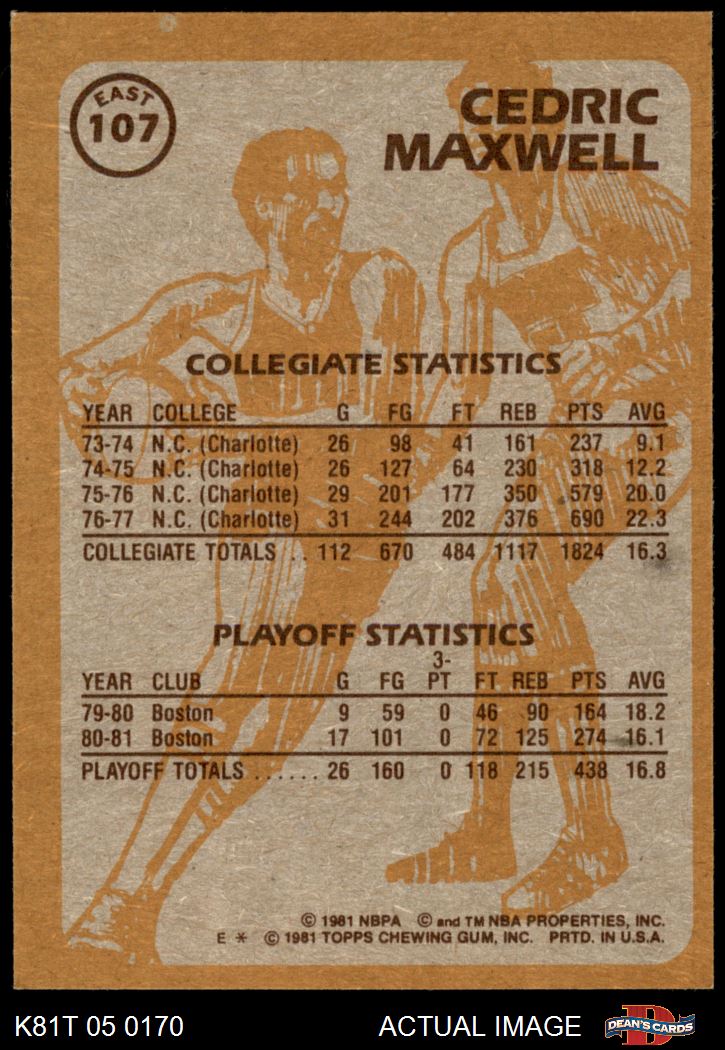 EAST
107
CEDRIC
MAXWELL
COLLEGIATE STATISTICS
YEAR COLLEGE G FG FT REB PTS AVG
73-74 N.C. (Charlotte) 26 98 41 161 237 9.1
74-75 N.C. (Charlotte) 26 127 64 230 318 12.2
75-76 N.C. (Charlotte) 29 201 177 350 579 20.0
76-77 N.C. (Charlotte) 31 244 202 376 690 22.3
COLLEGIATE TOTALS .. 112 670 484 1117 1824 16.3
PLAYOFF STATISTICS
3-
YEAR CLUB G FG PT FT REB PTS AVG
79-80 Boston 9 59 0 46 90 164 18.2
80-81 Boston 17 101 0 72 125 274 16.1
PLAYOFF TOTALS ...... 26 160 0 118 215 438 16.8
© 1981 NBPA © and TM NBA PROPERTIES, INC.
E * © 1981 TOPPS CHEWING GUM, INC. PRTD. IN U.S.A.
K81T 05 0170 ACTUAL IMAGE DEAN'S CARDS